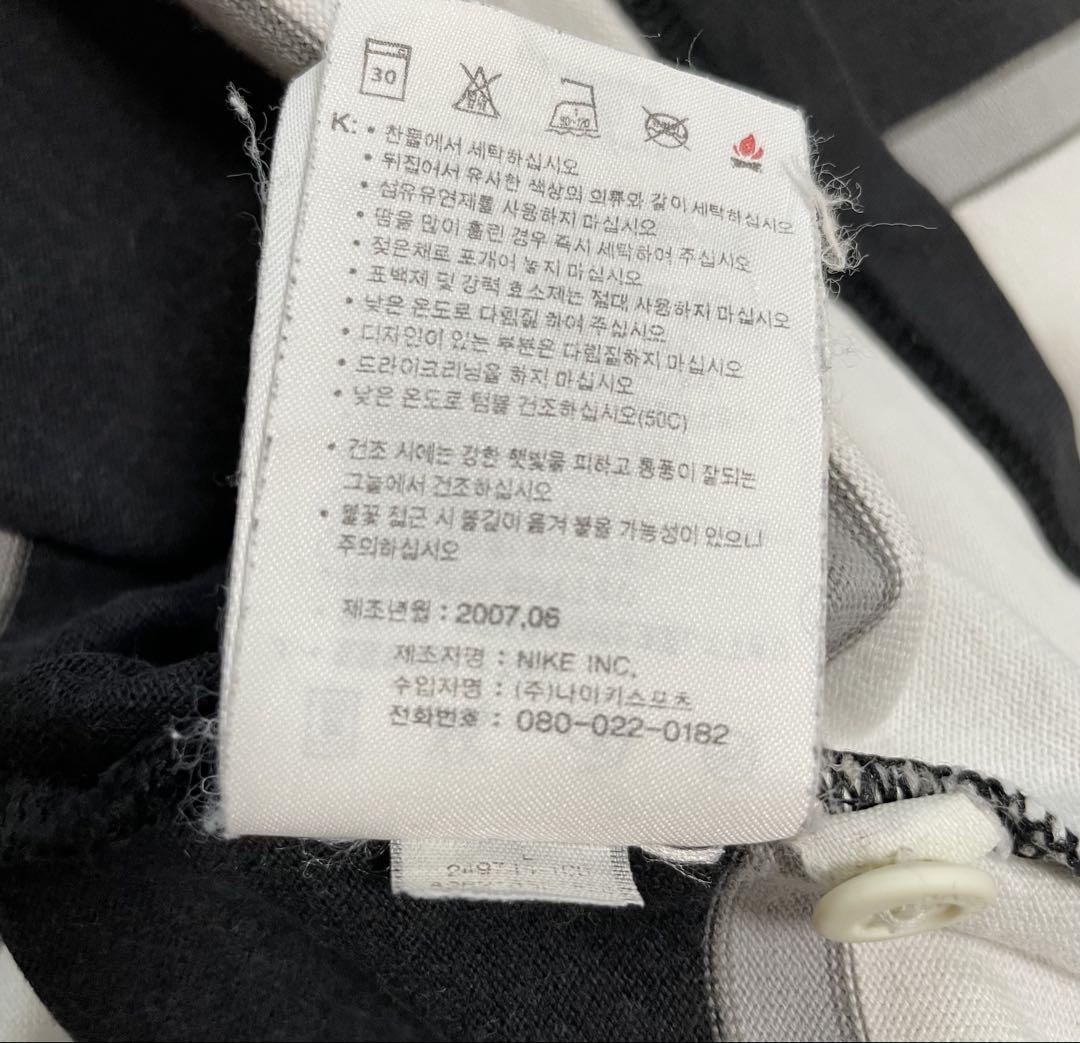 30
K: • 찬물에서 세탁하십시오
• 뒤집어서 유사한 색상의 의류와 같이 세탁하십시오
• 섬유유연제를 사용하지 마십시오
• 땀을 많이 흘린 경우 즉시 세탁하여 주십시오
• 젖은채로 포개어 놓지 마십시오
• 표백제 및 강력 효소제는 절대 사용하지 마십시오
• 낮은 온도로 다림질 하여 주십시오
• 디자인이 있는 부분은 다림질하지 마십시오
• 드라이크리닝을 하지 마십시오
• 낮은 온도로 텀블 건조하십시오(50C)
• 건조 시에는 강한 햇빛을 피하고 통풍이 잘되는
그늘에서 건조하십시오
• 불꽃 접근 시 불길이 옮겨 붙을 가능성이 있으니
주의하십시오
제조년월 : 2007.06
제조자명 : NIKE INC.
수입자명 : (주)나이키스포츠
전화번호 : 080-022-0182